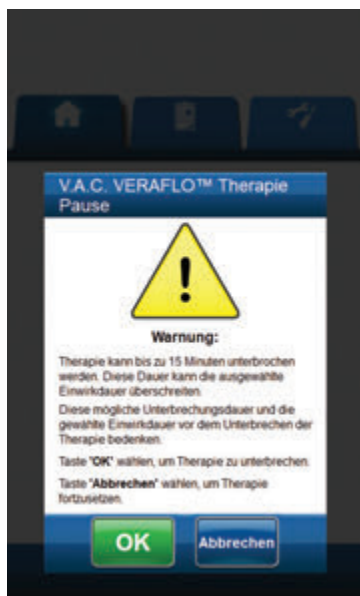 V.A.C. VERAFLO™ Therapie
Pause
!
Warnung:
Therapie kann bis zu 15 Minuten unterbrochen
werden. Diese Dauer kann die ausgewählte
Einwirkdauer überschreiten.
Diese mögliche Unterbrechungsdauer und die
gewählte Einwirkdauer vor dem Unterbrechen der
Therapie bedenken.
Taste "OK" wählen, um Therapie zu unterbrechen.
Taste "Abbrechen" wählen, um Therapie
fortzusetzen.
OK
Abbrechen